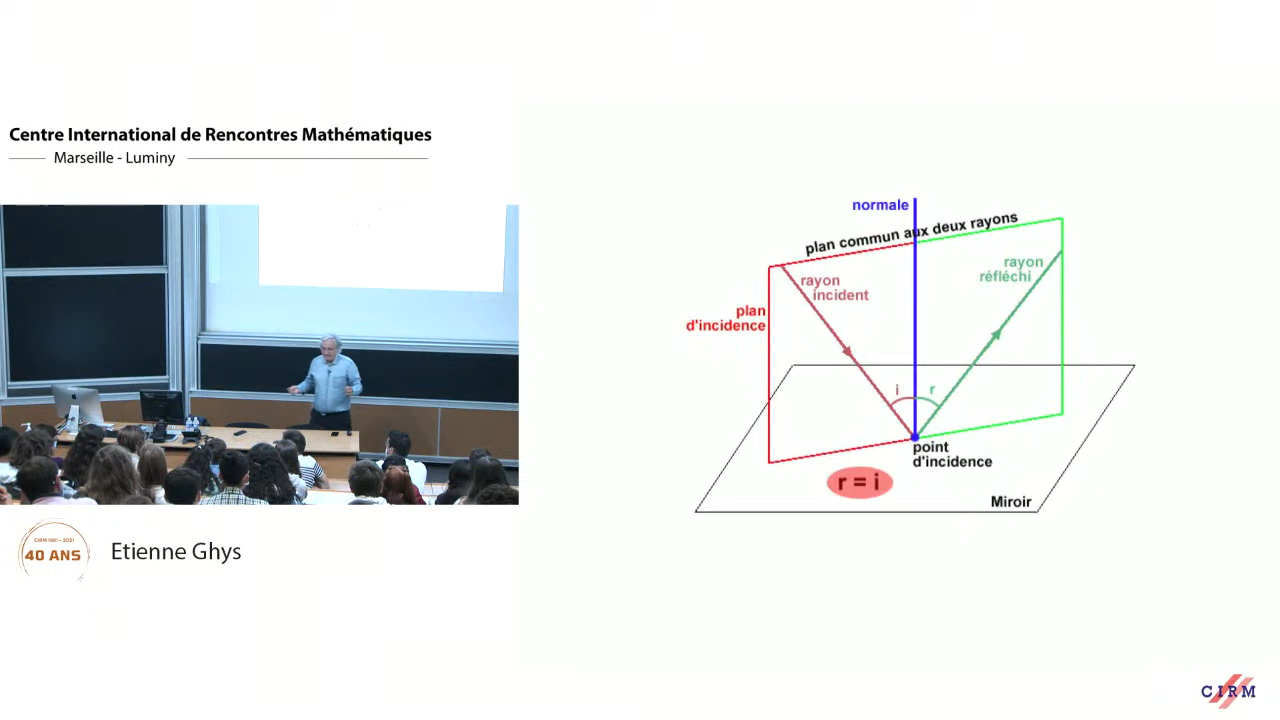 Centre International de Rencontres Mathématiques
Marseille - Luminy
CIRM 1981 - 2021
40 ANS
Etienne Ghys
normale
plan commun aux deux rayons
rayon
incident
rayon
réfléchi
plan
d'incidence
i
r
point
d'incidence
r = i
Miroir
CIRM